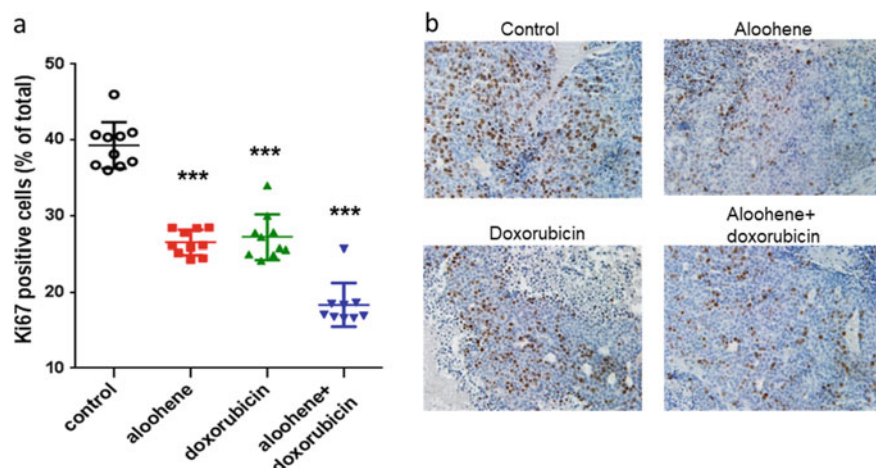 a
Ki67 positive cells (% of total)
50
40
30
20
10
***
***
***
control
aloohene
doxorubicin
aloohene+
doxorubicin
b
Control
Aloohene
Doxorubicin
Aloohene+
doxorubicin